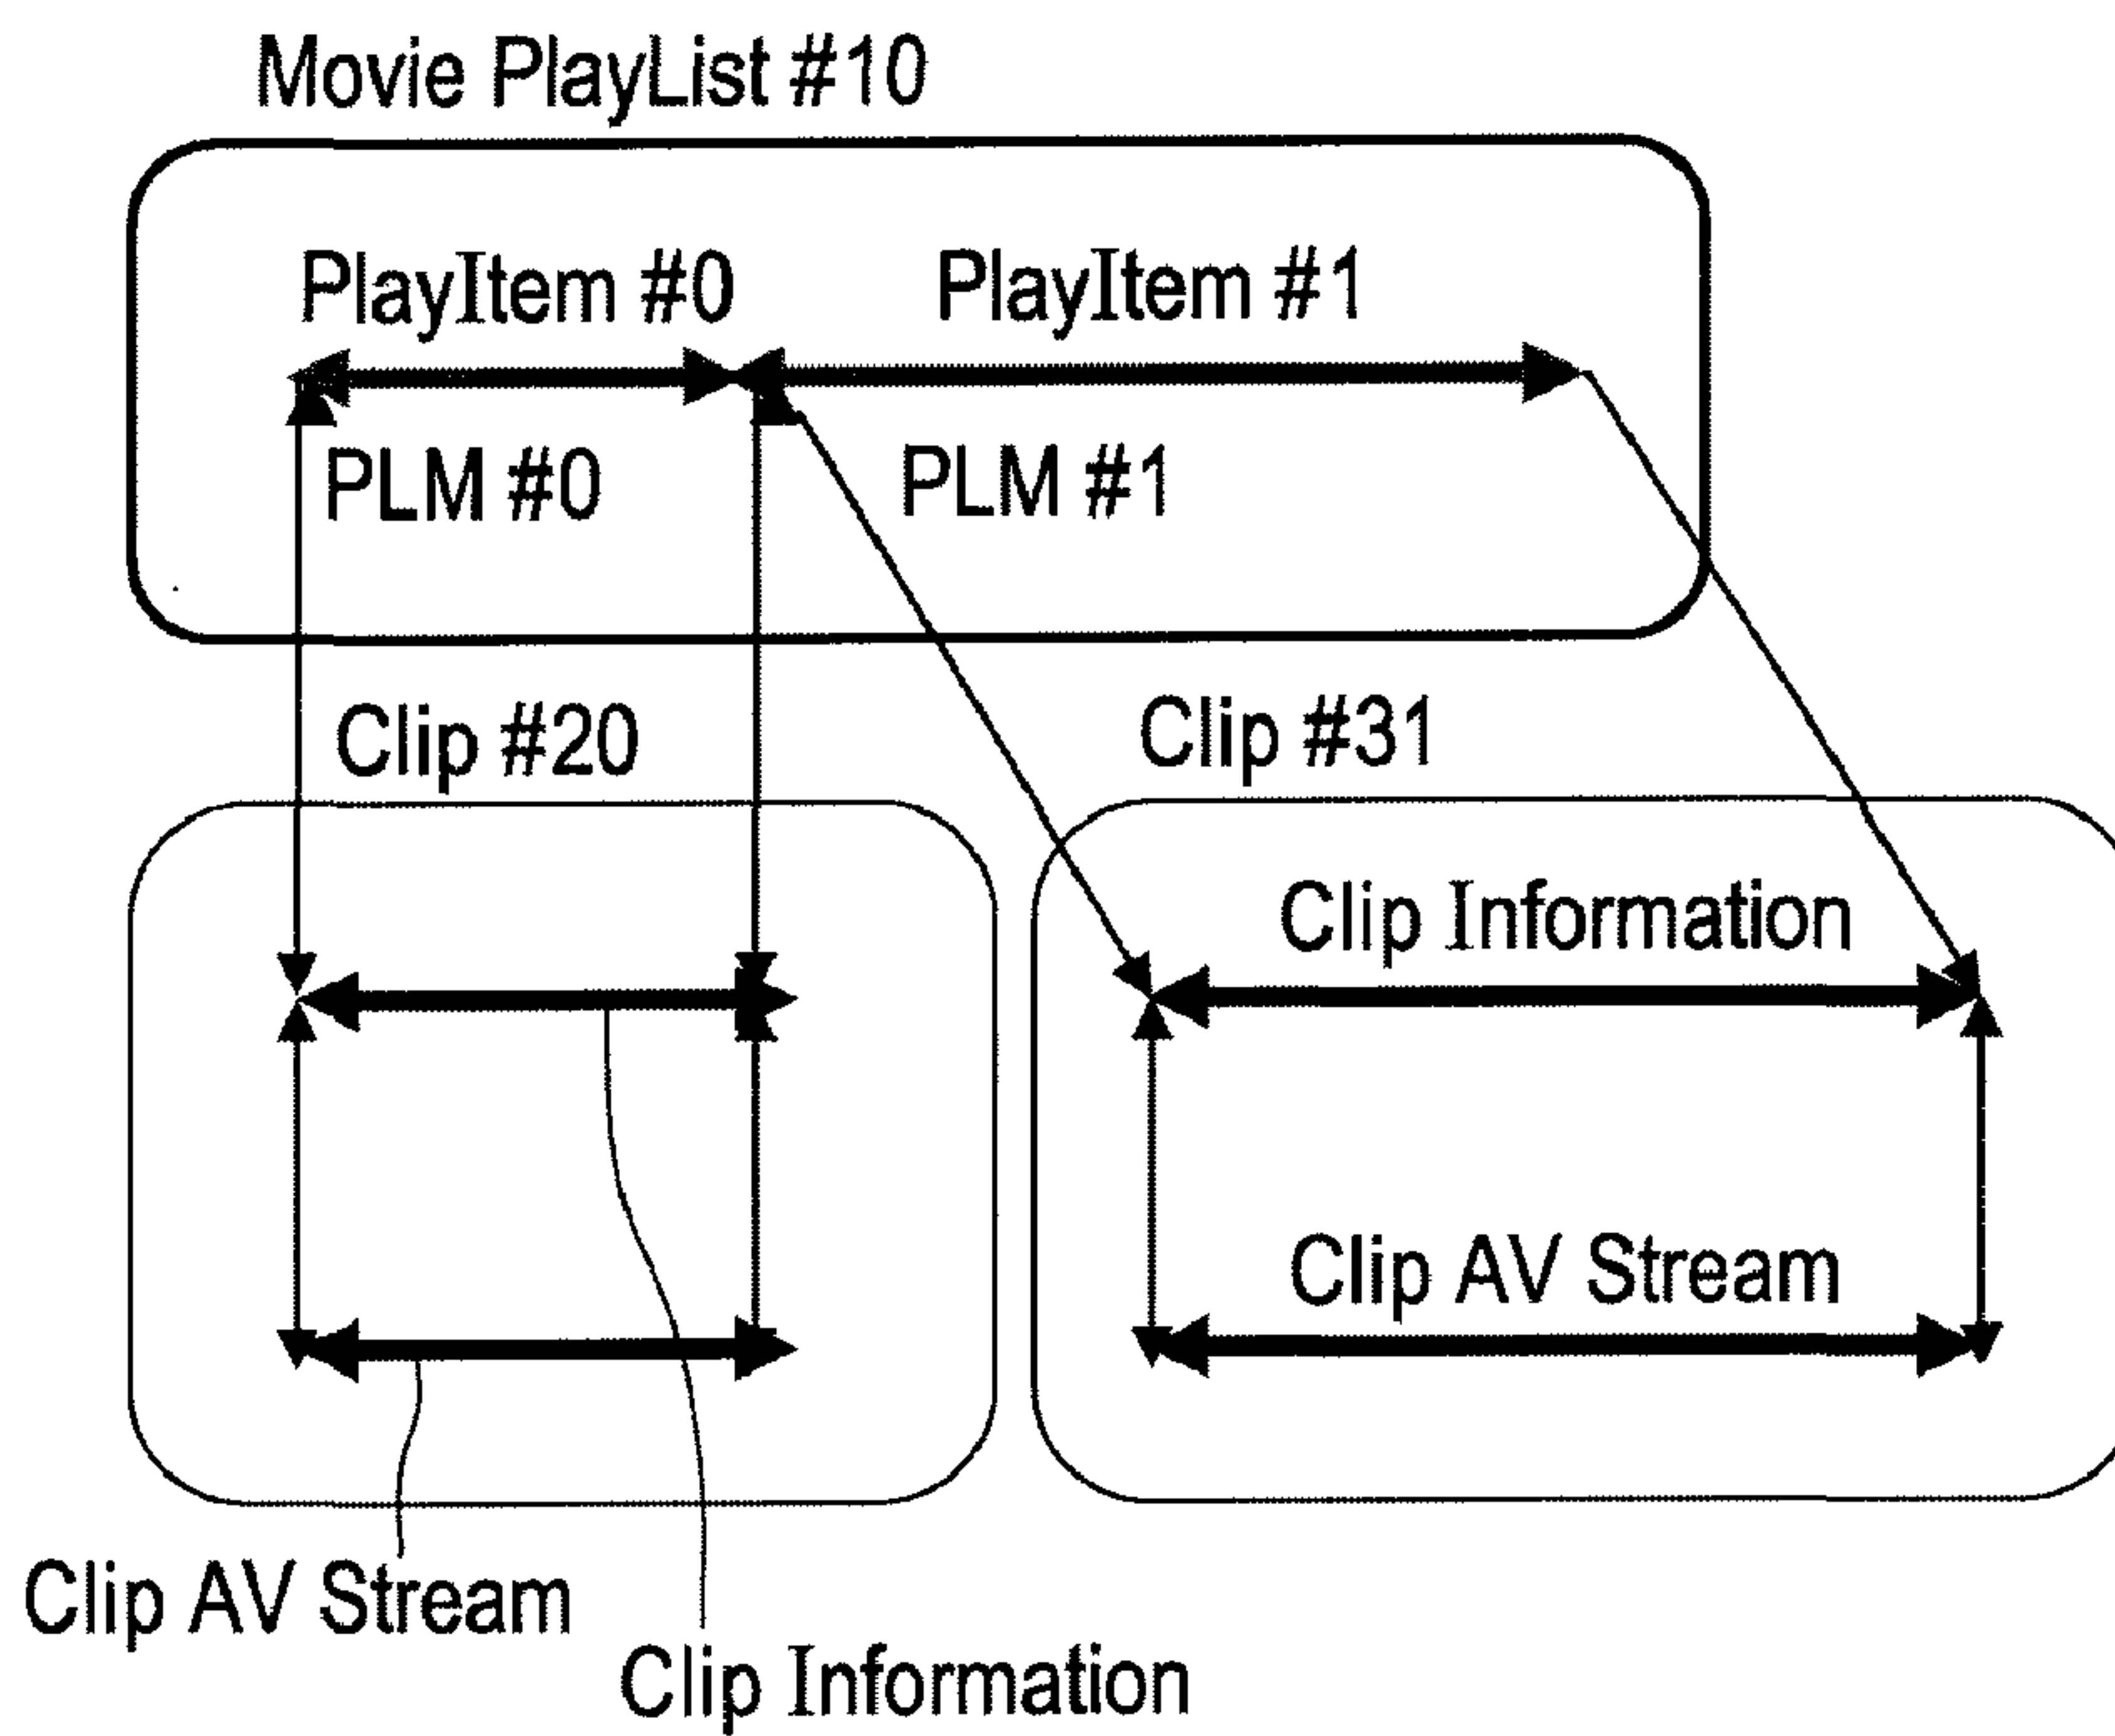 Movie PlayList #10
PlayItem #0 PlayItem #1
PLM #0 PLM #1
Clip #20 Clip #31
Clip Information
Clip AV Stream
Clip AV Stream
Clip Information